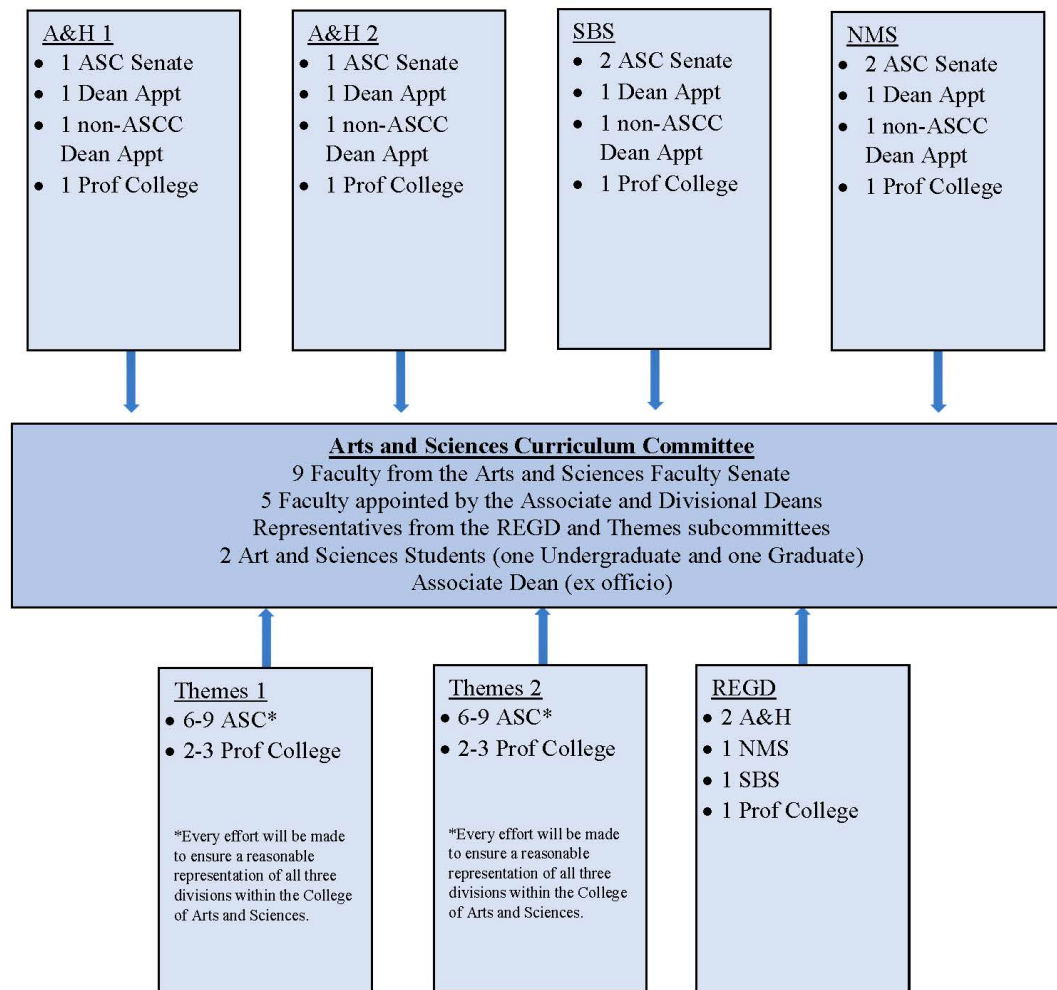 A&H 1
• 1 ASC Senate
• 1 Dean Appt
• 1 non-ASCC
Dean Appt
• 1 Prof College
A&H 2
• 1 ASC Senate
• 1 Dean Appt
• 1 non-ASCC
Dean Appt
• 1 Prof College
SBS
• 2 ASC Senate
• 1 Dean Appt
• 1 non-ASCC
Dean Appt
• 1 Prof College
NMS
• 2 ASC Senate
• 1 Dean Appt
• 1 non-ASCC
Dean Appt
• 1 Prof College
Arts and Sciences Curriculum Committee
9 Faculty from the Arts and Sciences Faculty Senate
5 Faculty appointed by the Associate and Divisional Deans
Representatives from the REGD and Themes subcommittees
2 Art and Sciences Students (one Undergraduate and one Graduate)
Associate Dean (ex officio)
Themes 1
• 6-9 ASC*
• 2-3 Prof College
*Every effort will be made
to ensure a reasonable
representation of all three
divisions within the College
of Arts and Sciences.
Themes 2
• 6-9 ASC*
• 2-3 Prof College
*Every effort will be made
to ensure a reasonable
representation of all three
divisions within the College
of Arts and Sciences.
REGD
• 2 A&H
• 1 NMS
• 1 SBS
• 1 Prof College